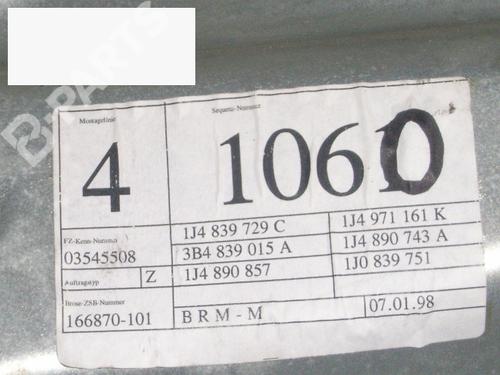 B-PARTS
Montagelinie
Sequenz-Nummer
4
1060
FZ-Kenn-Nummer
03545508
1J4 839 729 C
1J4 971 161 K
3B4 839 015 A
1J4 890 743 A
Auftragstyp
Z
1J4 890 857
1J0 839 751
Brose-ZSB-Nummer
166870-101
BRM-M
07.01.98